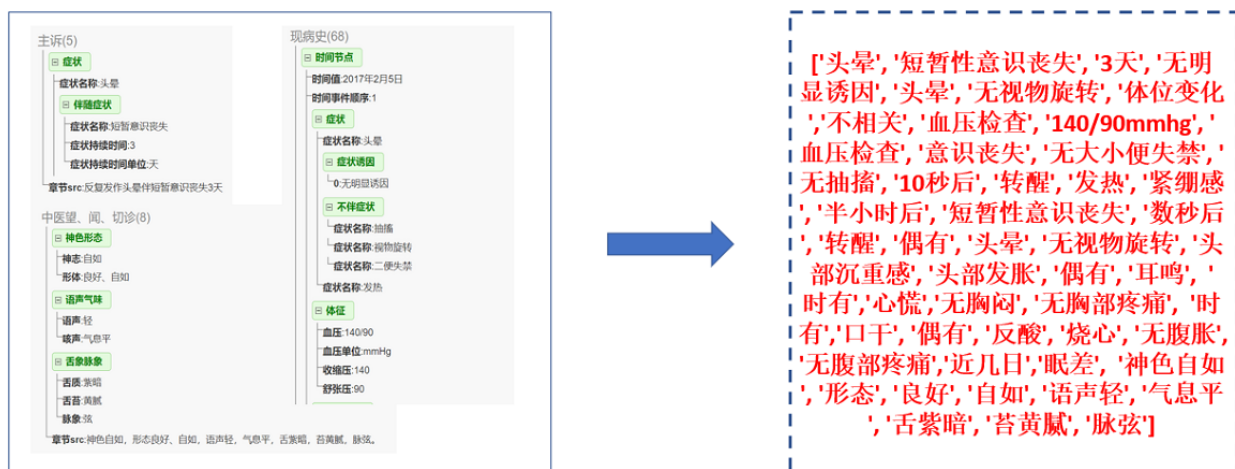 主诉(5)
症状
症状名称:头晕
伴随症状
症状名称:短暂意识丧失
症状持续时间:3
症状持续时间单位:天
章节src:反复发作头晕伴短暂意识丧失3天
中医望、闻、切诊(8)
神色形态
神志:自如
形体:良好、自如
语声气味
语声:轻
咳声:气息平
舌象脉象
舌质:紫暗
舌苔:黄腻
脉象:弦
章节src:神色自如，形态良好、自如，语声轻，气息平，舌紫暗，苔黄腻，脉弦。
现病史(68)
时间节点
时间值:2017年2月5日
时间事件顺序:1
症状
症状名称:头晕
症状诱因
0:无明显诱因
不伴症状
症状名称:抽搐
症状名称:视物旋转
症状名称:二便失禁
症状名称:发热
体征
血压:140/90
血压单位:mmHg
收缩压:140
舒张压:90
['头晕', '短暂性意识丧失', '3天', '无明
显诱因', '头晕', '无视物旋转', '体位变化
','不相关', '血压检查', '140/90mmhg', '
血压检查', '意识丧失', '无大小便失禁', '
无抽搐', '10秒后', '转醒', '发热', '紧绷感
', '半小时后', '短暂性意识丧失', '数秒后
', '转醒', '偶有', '头晕', '无视物旋转', '头
部沉重感', '头部发胀', '偶有', '耳鸣', '
时有','心慌','无胸闷', '无胸部疼痛', '时
有','口干', '偶有', '反酸', '烧心', '无腹胀',
'无腹部疼痛','近几日','眠差', '神色自如
', '形态', '良好', '自如', '语声轻', '气息平
', '舌紫暗', '苔黄腻', '脉弦']